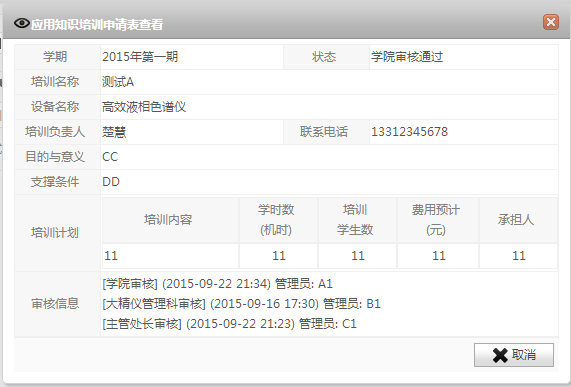 应用知识培训申请表查看
学期 2015年第一期 状态 学院审核通过
培训名称 测试A
设备名称 高效液相色谱仪
培训负责人 楚慧 联系电话 13312345678
目的与意义 CC
支撑条件 DD
培训计划
培训内容 学时数 (机时) 培训 学生数 费用预计 (元) 承担人
11 11 11 11 11
审核信息
[学院审核] (2015-09-22 21:34) 管理员: A1
[大精仪管理科审核] (2015-09-16 17:30) 管理员: B1
[主管处长审核] (2015-09-22 21:23) 管理员: C1
取消